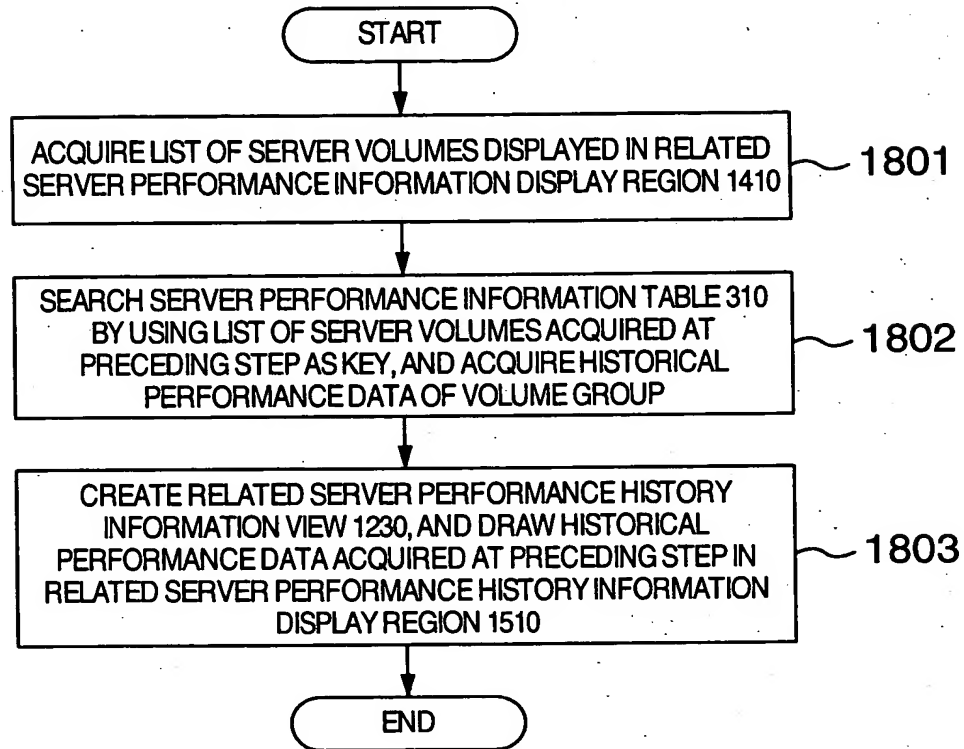 START
ACQUIRE LIST OF SERVER VOLUMES DISPLAYED IN RELATED
SERVER PERFORMANCE INFORMATION DISPLAY REGION 1410
1801
SEARCH SERVER PERFORMANCE INFORMATION TABLE 310
BY USING LIST OF SERVER VOLUMES ACQUIRED AT
PRECEDING STEP AS KEY, AND ACQUIRE HISTORICAL
PERFORMANCE DATA OF VOLUME GROUP
1802
CREATE RELATED SERVER PERFORMANCE HISTORY
INFORMATION VIEW 1230, AND DRAW HISTORICAL
PERFORMANCE DATA ACQUIRED AT PRECEDING STEP IN
RELATED SERVER PERFORMANCE HISTORY INFORMATION
DISPLAY REGION 1510
1803
END